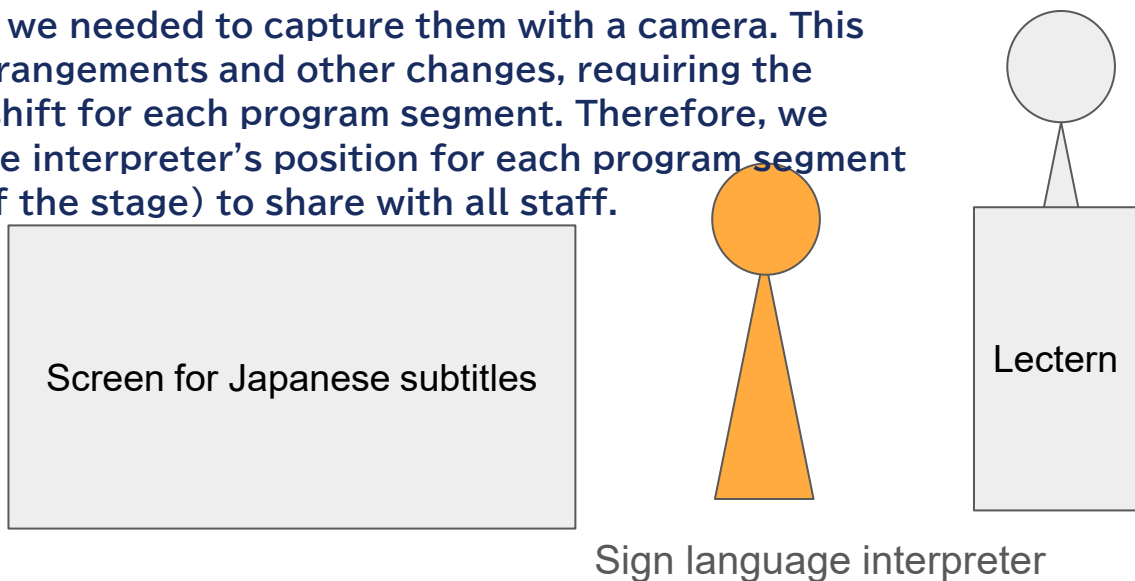 we needed to capture them with a camera. This
rangements and other changes, requiring the
shift for each program segment. Therefore, we
e interpreter’s position for each program segment
f the stage) to share with all staff.
Screen for Japanese subtitles
Lectern
Sign language interpreter